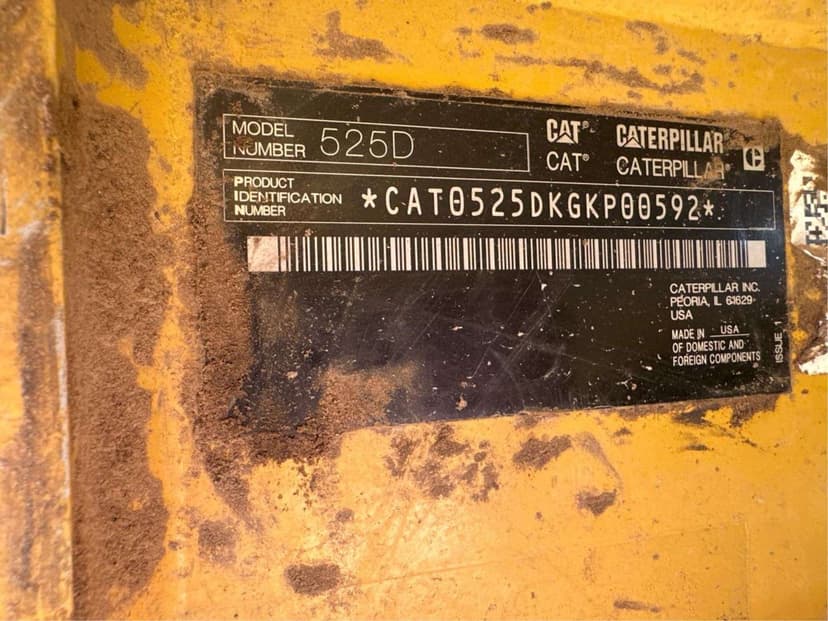 MODEL NUMBER 525D
CAT® CATERPILLAR
CAT® CATERPILLAR®
PRODUCT IDENTIFICATION NUMBER *CAT0525DKGKP00592*
CATERPILLAR INC.
PEORIA, IL 61629
USA
MADE IN USA
OF DOMESTIC AND
FOREIGN COMPONENTS
ISSUE 1